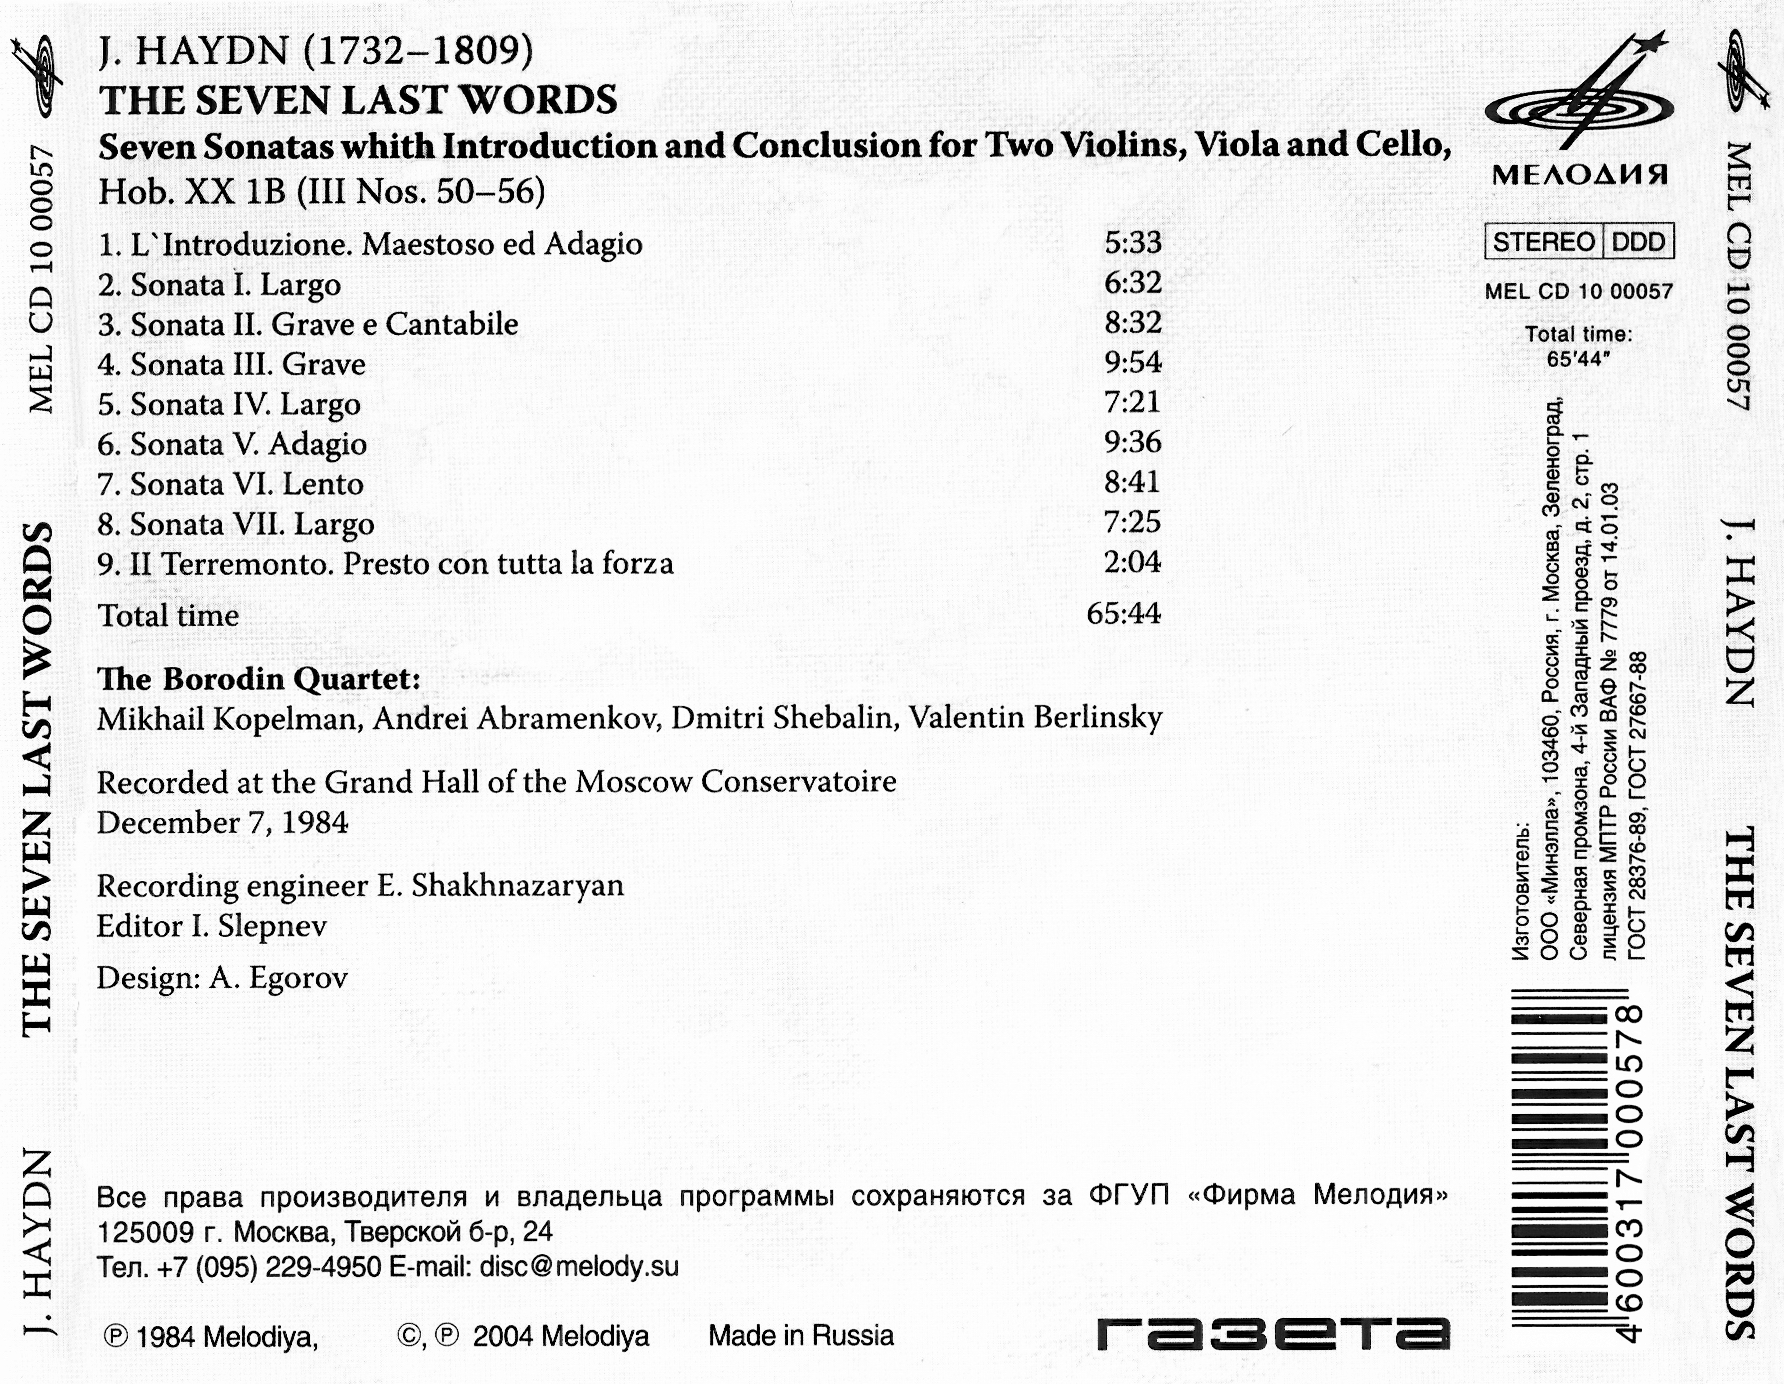 J. HAYDN (1732–1809)
THE SEVEN LAST WORDS
Seven Sonatas whith Introduction and Conclusion for Two Violins, Viola and Cello,
Hob. XX 1B (III Nos. 50–56)
1. L`Introduzione. Maestoso ed Adagio 5:33
2. Sonata I. Largo 6:32
3. Sonata II. Grave e Cantabile 8:32
4. Sonata III. Grave 9:54
5. Sonata IV. Largo 7:21
6. Sonata V. Adagio 9:36
7. Sonata VI. Lento 8:41
8. Sonata VII. Largo 7:25
9. II Terremonto. Presto con tutta la forza 2:04
Total time 65:44
The Borodin Quartet:
Mikhail Kopelman, Andrei Abramenkov, Dmitri Shebalin, Valentin Berlinsky
Recorded at the Grand Hall of the Moscow Conservatoire
December 7, 1984
Recording engineer E. Shakhnazaryan
Editor I. Slepnev
Design: A. Egorov
Все права производителя и владельца программы сохраняются за ФГУП «Фирма Мелодия»
125009 г. Москва, Тверской б-р, 24
Тел. +7 (095) 229-4950 E-mail: disc@melody.su
℗ 1984 Melodiya, ©, ℗ 2004 Melodiya Made in Russia
газета
МЕЛОДИЯ
STEREO DDD
MEL CD 10 00057
Total time:
65'44"
Изготовитель:
ООО «Минэлла», 103460, Россия, г. Москва, Зеленоград,
Северная промзона, 4-й Западный проезд, д. 2, стр. 1
лицензия МПТР России ВАФ № 7779 от 14.01.03
ГОСТ 28376-89, ГОСТ 27667-88
4 600317 000578
J. HAYDN THE SEVEN LAST WORDS MEL CD 10 00057
MEL CD 10 00057 J. HAYDN THE SEVEN LAST WORDS